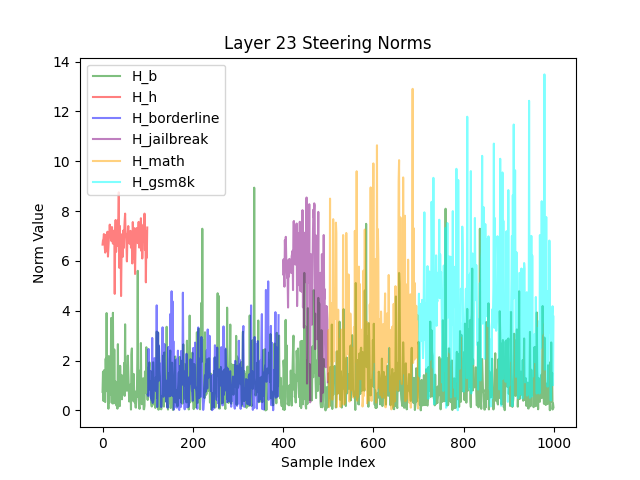 Layer 23 Steering Norms
H_b
H_h
H_borderline
H_jailbreak
H_math
H_gsm8k
14
12
10
8
6
4
2
0
Norm Value
0 200 400 600 800 1000
Sample Index